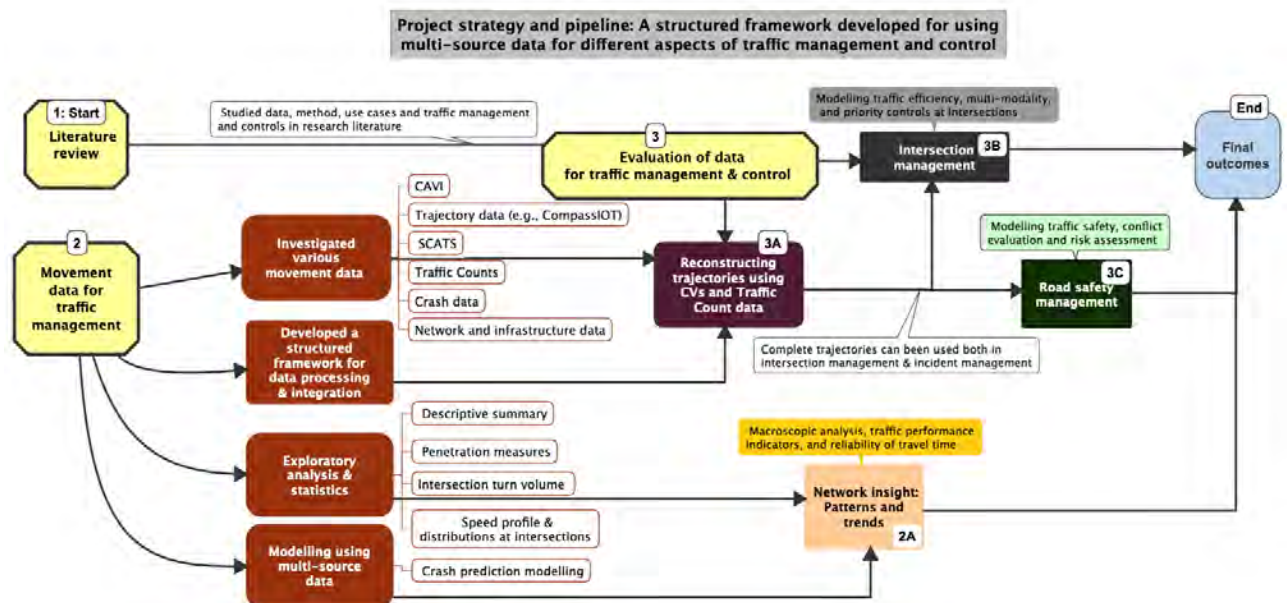 Project strategy and pipeline: A structured framework developed for using
multi-source data for different aspects of traffic management and control
1: Start
Literature
review
Studied data, method, use cases and traffic management
and controls in research literature
3
Evaluation of data
for traffic management & control
Modelling traffic efficiency, multi-modality,
and priority controls at Intersections
3B
Intersection
management
End
Final
outcomes
2
Movement
data for
traffic
management
Investigated
various
movement data
CAVI
Trajectory data (e.g., CompassIOT)
SCATS
Traffic Counts
Crash data
Network and infrastructure data
3A
Reconstructing
trajectories using
CVs and Traffic
Count data
Modelling traffic safety, conflict
evaluation and risk assessment
3C
Road safety
management
Complete trajectories can been used both in
intersection management & incident management
Developed a
structured
framework for
data processing
& integration
Exploratory
analysis &
statistics
Descriptive summary
Penetration measures
Intersection turn volume
Speed profile &
distributions at intersections
Macroscopic analysis, traffic performance
indicators, and reliability of travel time
Network insight:
Patterns and
trends
2A
Modelling using
multi-source
data
Crash prediction modelling